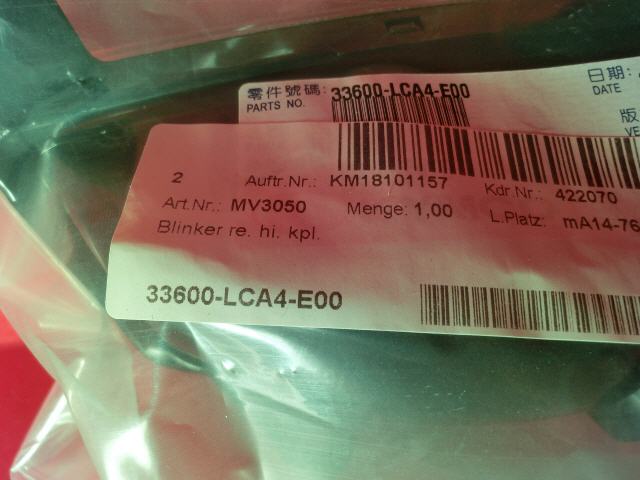 零件號碼: 33600-LCA4-E00
PARTS NO.
日期:
DATE
版
2 Auftr.Nr.: KM18101157 Kdr.Nr.: 422070
Art.Nr.: MV3050 Menge: 1,00 L.Platz: mA14-76
Blinker re. hi. kpl.
33600-LCA4-E00